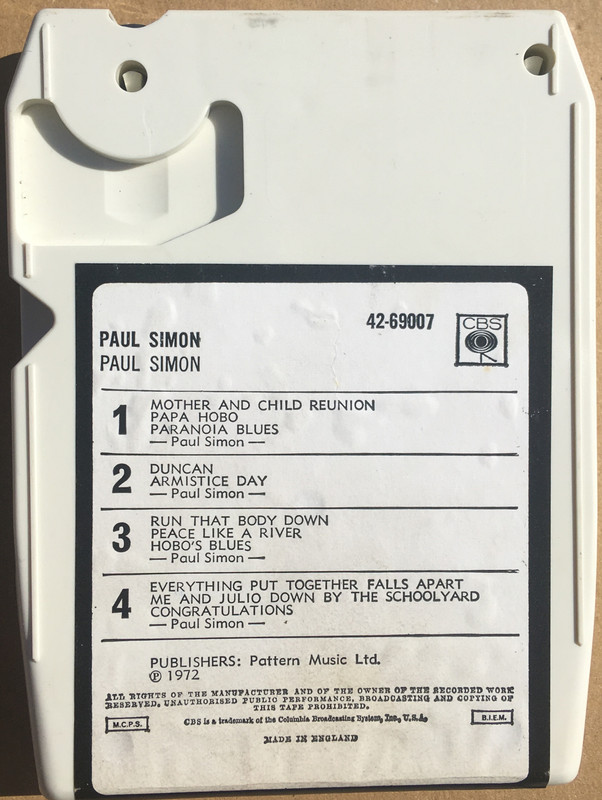 42-69007
CBS
PAUL SIMON
PAUL SIMON
1
MOTHER AND CHILD REUNION
PAPA HOBO
PARANOIA BLUES
— Paul Simon —
2
DUNCAN
ARMISTICE DAY
— Paul Simon —
3
RUN THAT BODY DOWN
PEACE LIKE A RIVER
HOBO'S BLUES
— Paul Simon —
4
EVERYTHING PUT TOGETHER FALLS APART
ME AND JULIO DOWN BY THE SCHOOLYARD
CONGRATULATIONS
— Paul Simon —
PUBLISHERS: Pattern Music Ltd.
℗ 1972
ALL RIGHTS OF THE MANUFACTURER AND OF THE OWNER OF THE RECORDED WORK
RESERVED. UNAUTHORISED PUBLIC PERFORMANCE, BROADCASTING AND COPYING OF
THIS TAPE PROHIBITED.
M.C.P.S.
CBS is a trademark of the Columbia Broadcasting System, Inc., U.S.A.
B.I.E.M.
MADE IN ENGLAND